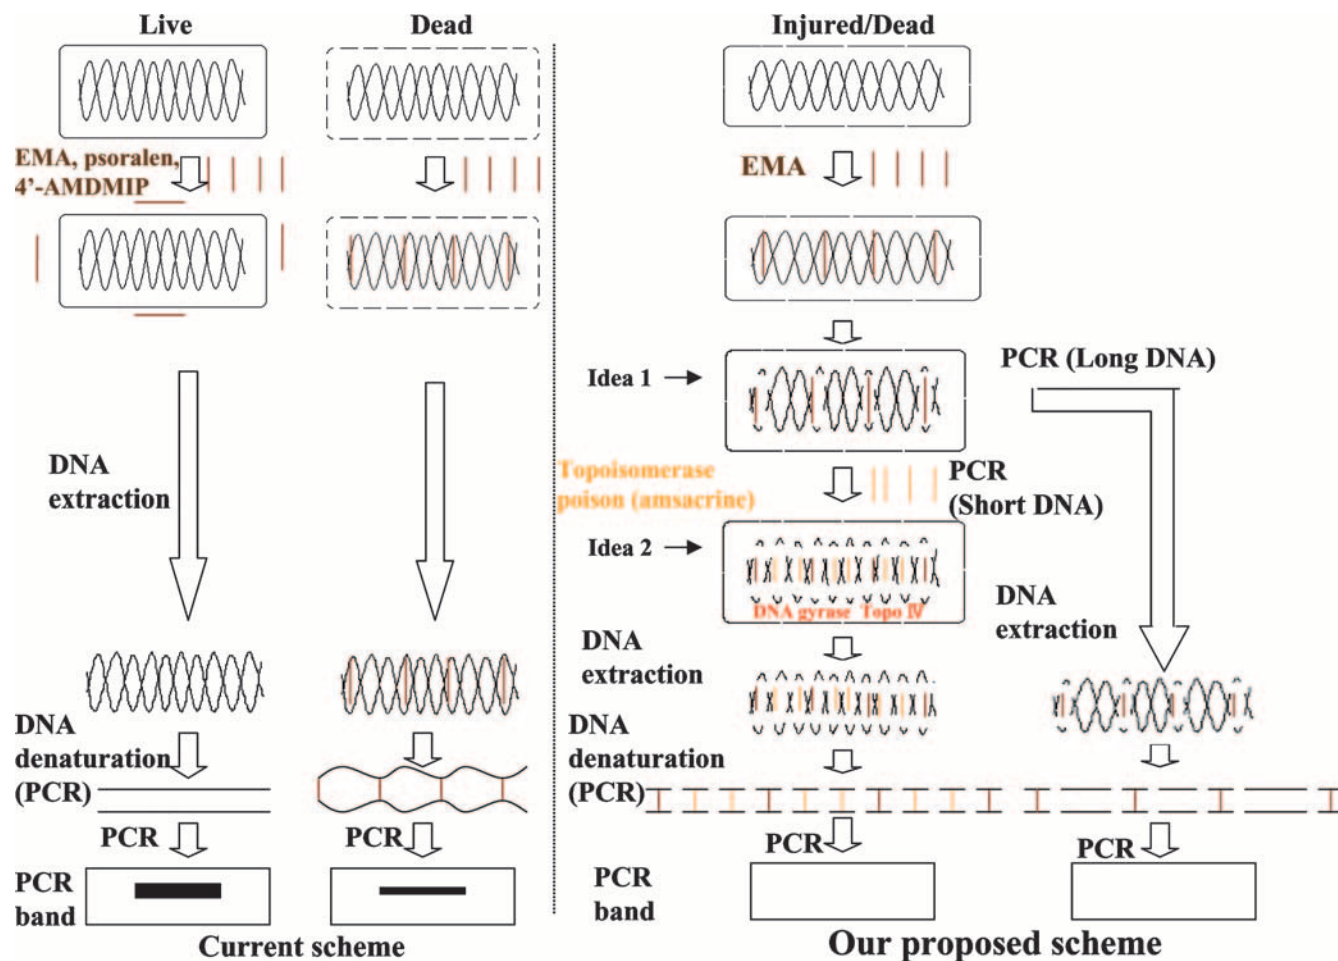 Live
Dead
EMA, psoralen,
4'-AMDMIP
DNA
extraction
DNA
denaturation
(PCR)
PCR
PCR
PCR
band
Current scheme
Injured/Dead
EMA
Idea 1
PCR (Long DNA)
Topoisomerase
poison (amsacrine)
PCR
(Short DNA)
Idea 2
DNA gyrase Topo Ⅳ
DNA
extraction
DNA
extraction
DNA
denaturation
(PCR)
PCR
PCR
PCR
band
Our proposed scheme